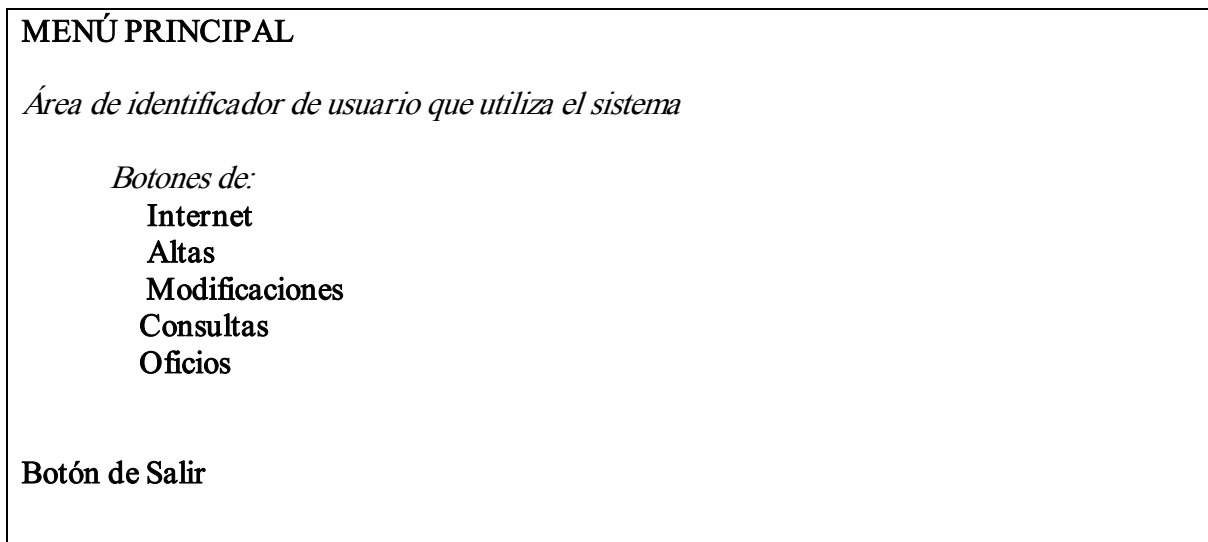 MENÚ PRINCIPAL
Área de identificador de usuario que utiliza el sistema
Botones de:
Internet
Altas
Modificaciones
Consultas
Oficios
Botón de Salir